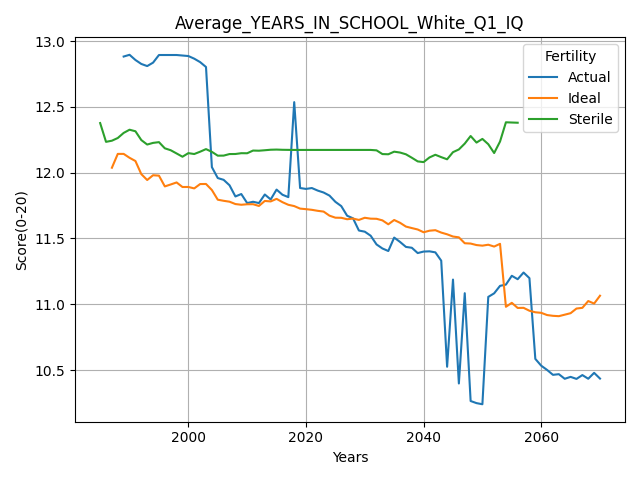 Average_YEARS_IN_SCHOOL_White_Q1_IQ
Fertility
Actual
Ideal
Sterile
Score(0-20)
13.0
12.5
12.0
11.5
11.0
10.5
2000
2020
2040
2060
Years